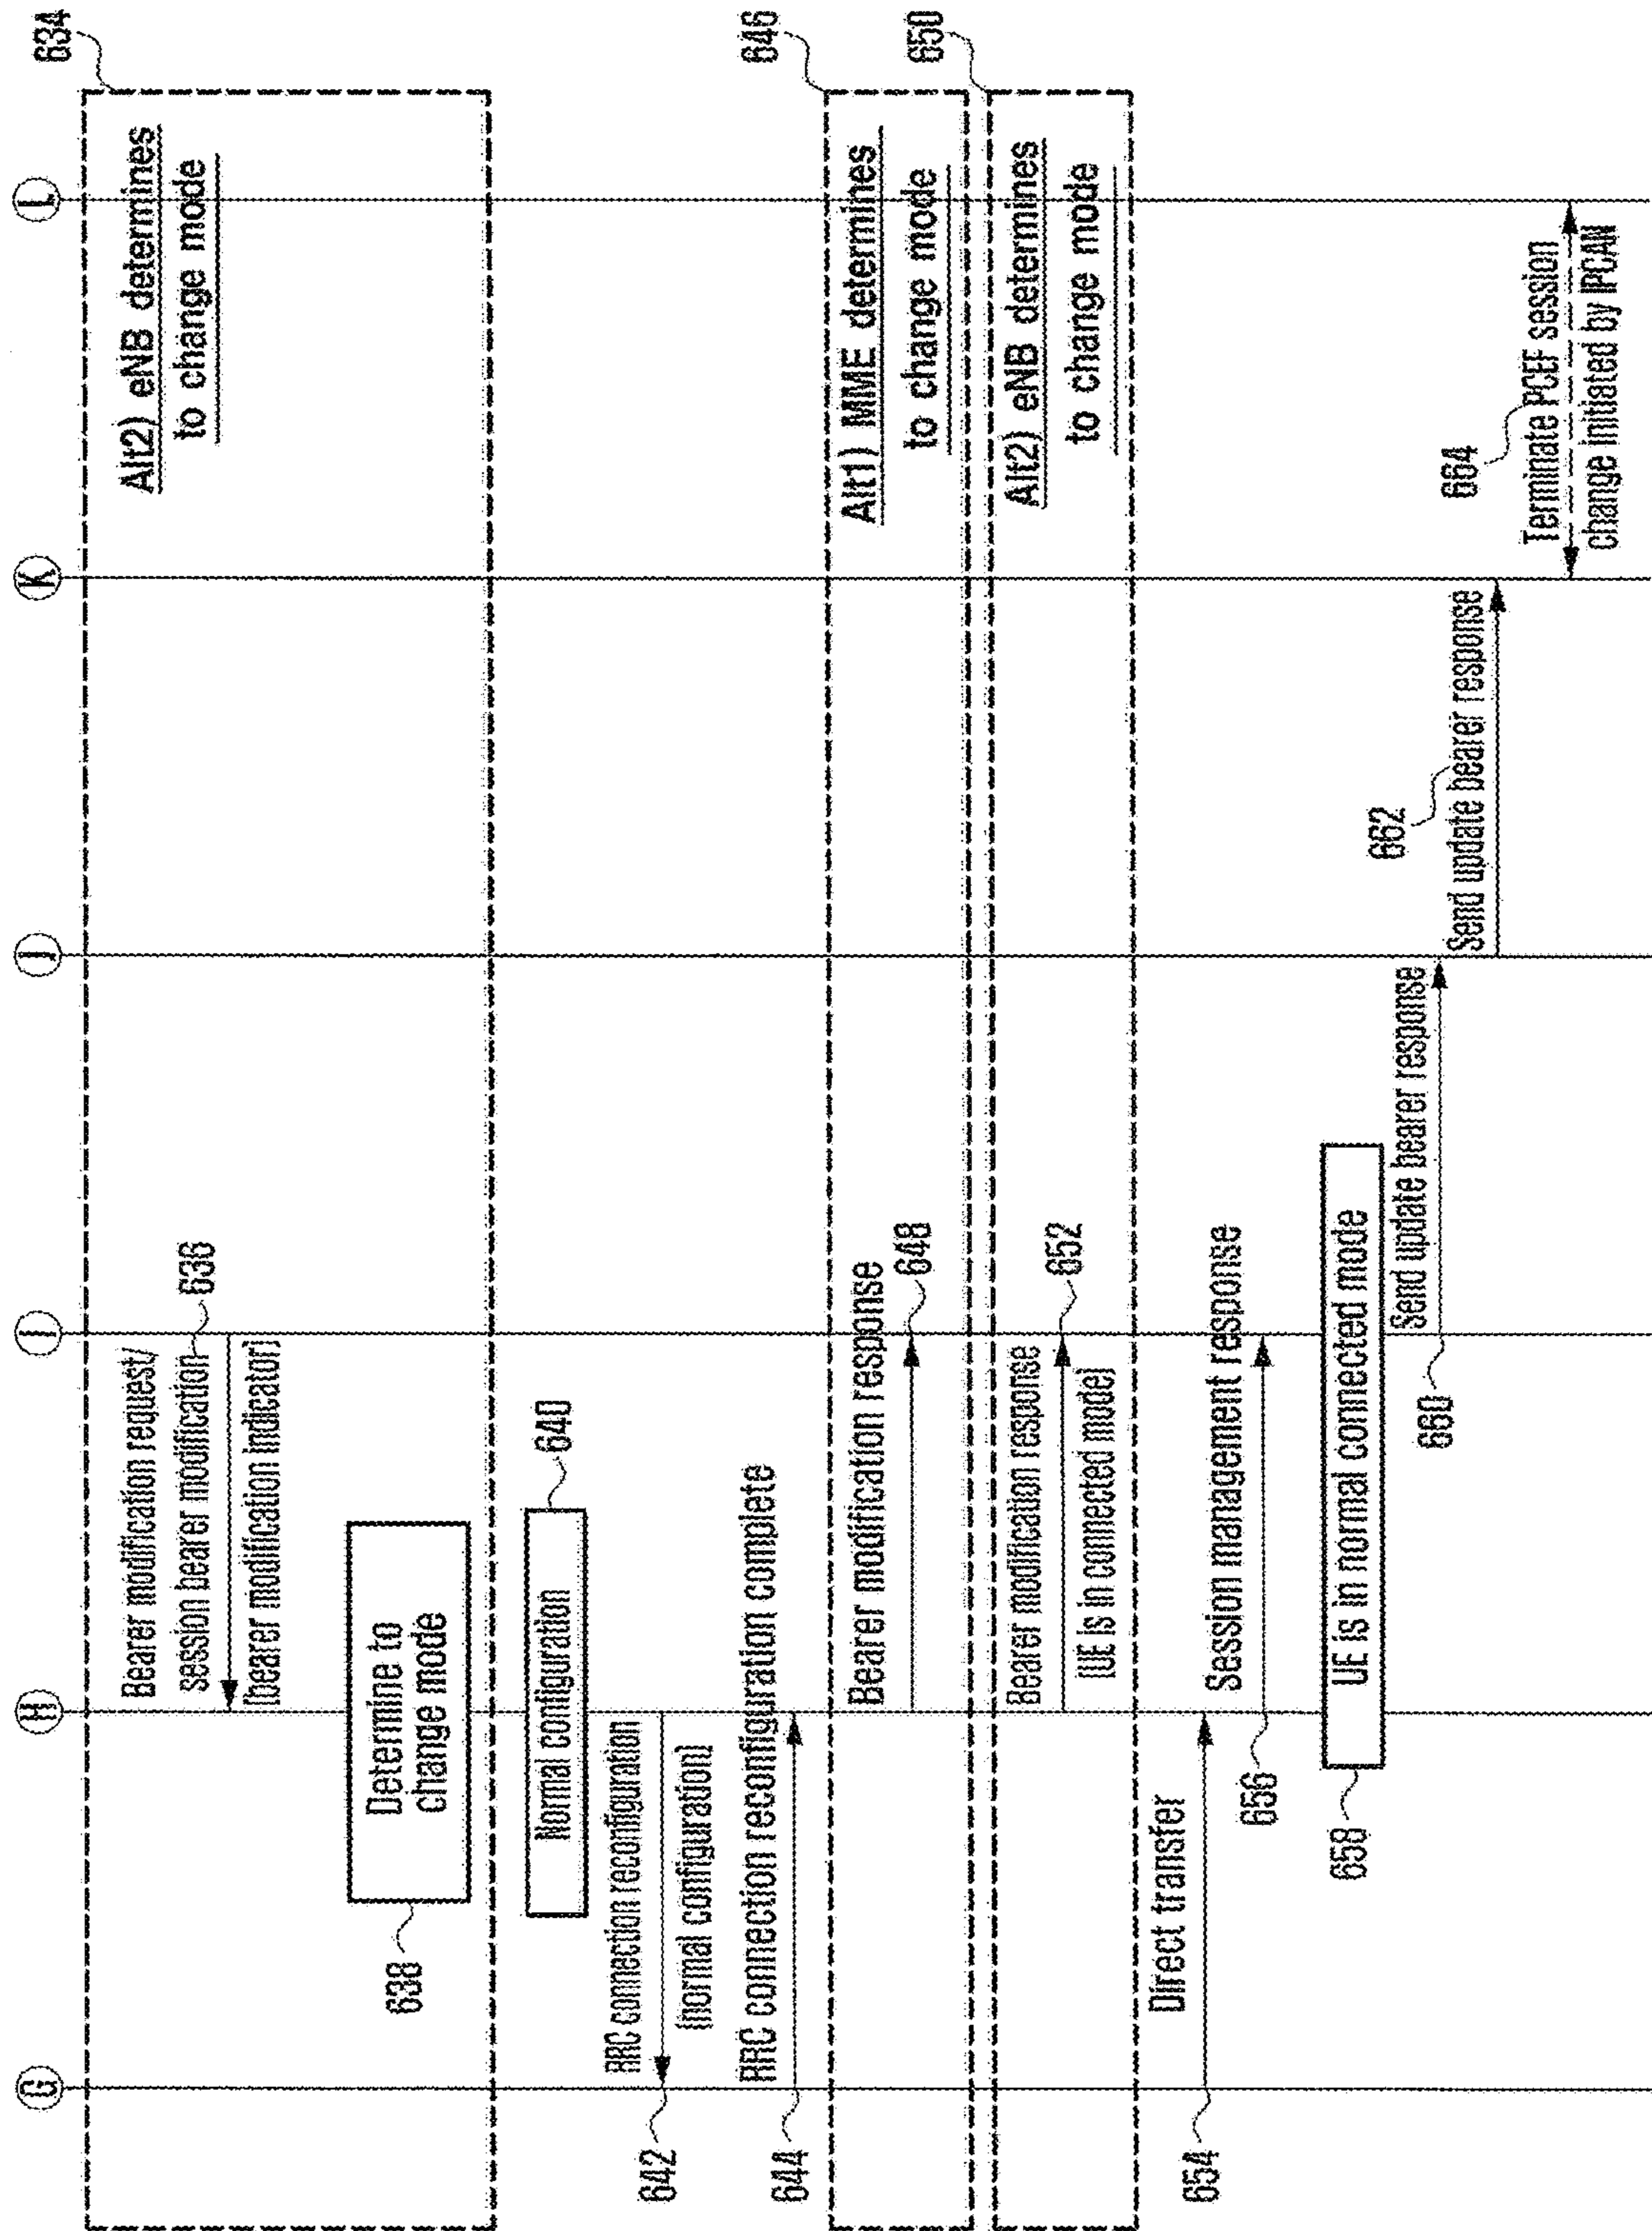 G
H
I
J
K
L
634
Alt2) eNB determines
to change mode
Bearer modification request/
session bearer modification
636
[bearer modification indicator]
Determine to
change mode
638
Normal configuration
640
RRC connection reconfiguration
(normal configuration)
642
RRC connection reconfiguration complete
644
646
Alt1) MME determines
to change mode
Bearer modification response
648
650
Alt2) eNB determines
to change mode
Bearer modification response
652
[UE is in connected mode]
Direct transfer
654
Session management response
656
UE is in normal connected mode
658
Send update bearer response
660
662
Send update bearer response
664
Terminate PCEF session
change initiated by IPCAN